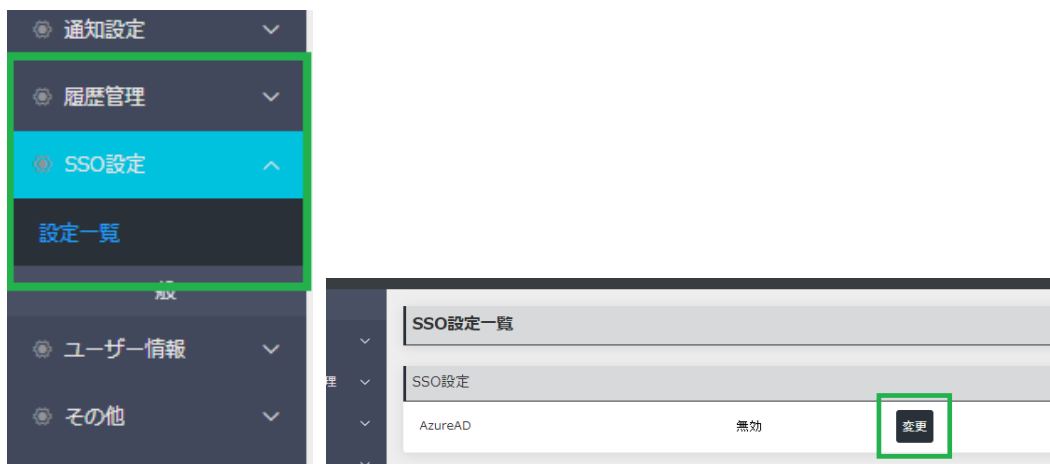 通知設定
履歴管理
SSO設定
設定一覧
般
ユーザー情報
その他
SSO設定一覧
理
SSO設定
AzureAD 無効 変更